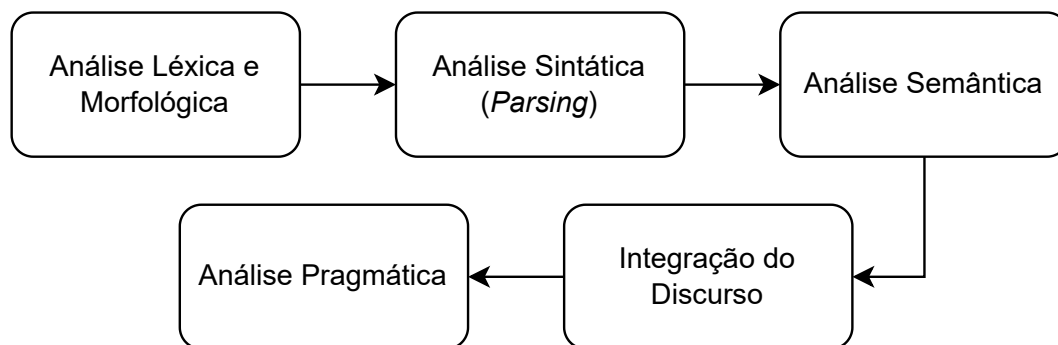 Análise Léxica e
Morfológica
Análise Sintática
(Parsing)
Análise Semântica
Integração do
Discurso
Análise Pragmática